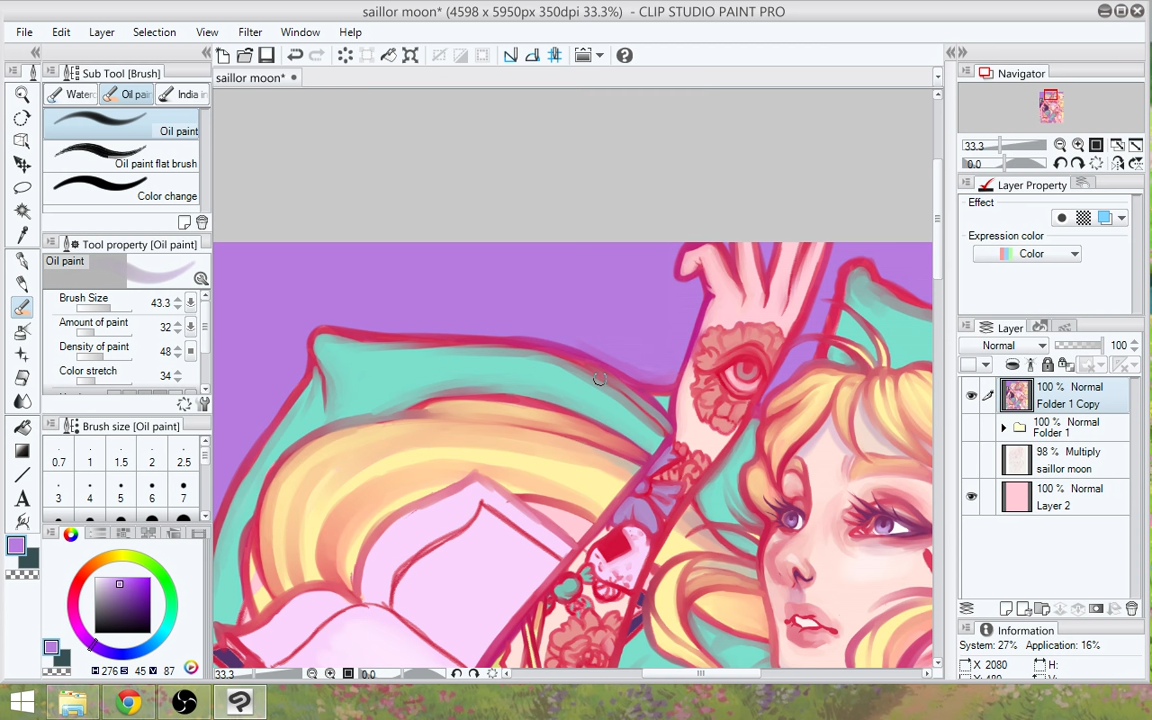 saillor moon* (4598 x 5950px 350dpi 33.3%) - CLIP STUDIO PAINT PRO
File Edit Layer Selection View Filter Window Help
Sub Tool [Brush]
saillor moon*
Navigator
Oil pai
India in
Oil paint
Oil paint flat brush
Color change
33.3
0.0
Layer Property
Effect
Expression color
Color
Tool property [Oil paint]
Oil paint
Brush Size 43.3
Amount of paint 32
Density of paint 48
Color stretch 34
Layer
Normal 100
100 % Normal
Folder 1 Copy
100 % Normal
Folder 1
98 % Multiply
saillor moon
100 % Normal
Layer 2
Brush size [Oil paint]
0.7 1 1.5 2 2.5
3 4 5 6 7
H 276 S 45 V 87
33.3 0.0
Information
System: 27% Application: 16%
X 2080 H: